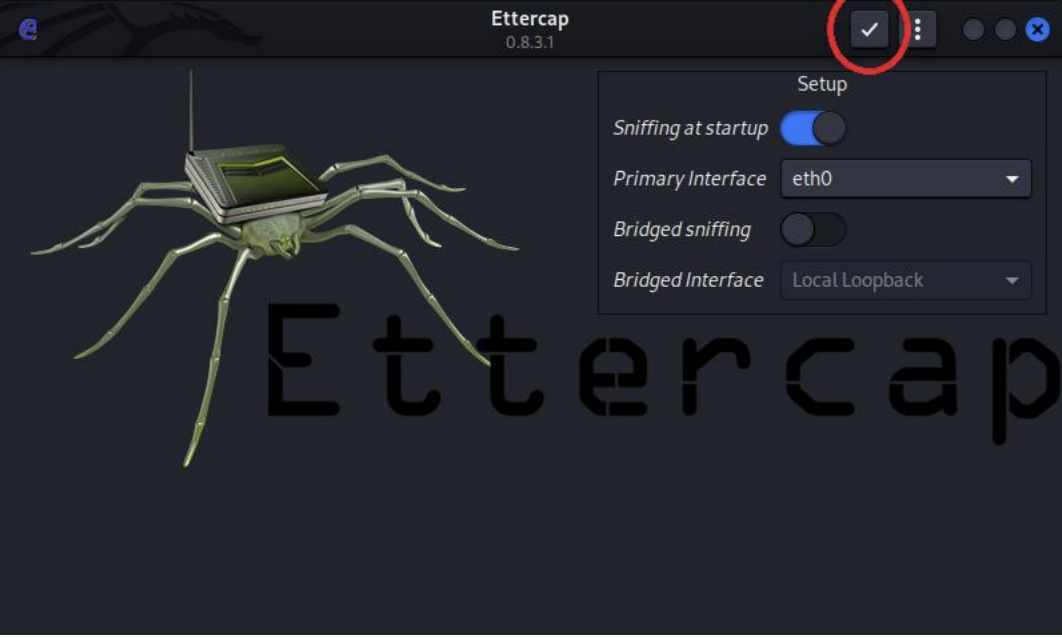 Ettercap
0.8.3.1
Setup
Sniffing at startup
Primary Interface eth0
Bridged sniffing
Bridged Interface Local Loopback
Ettercap